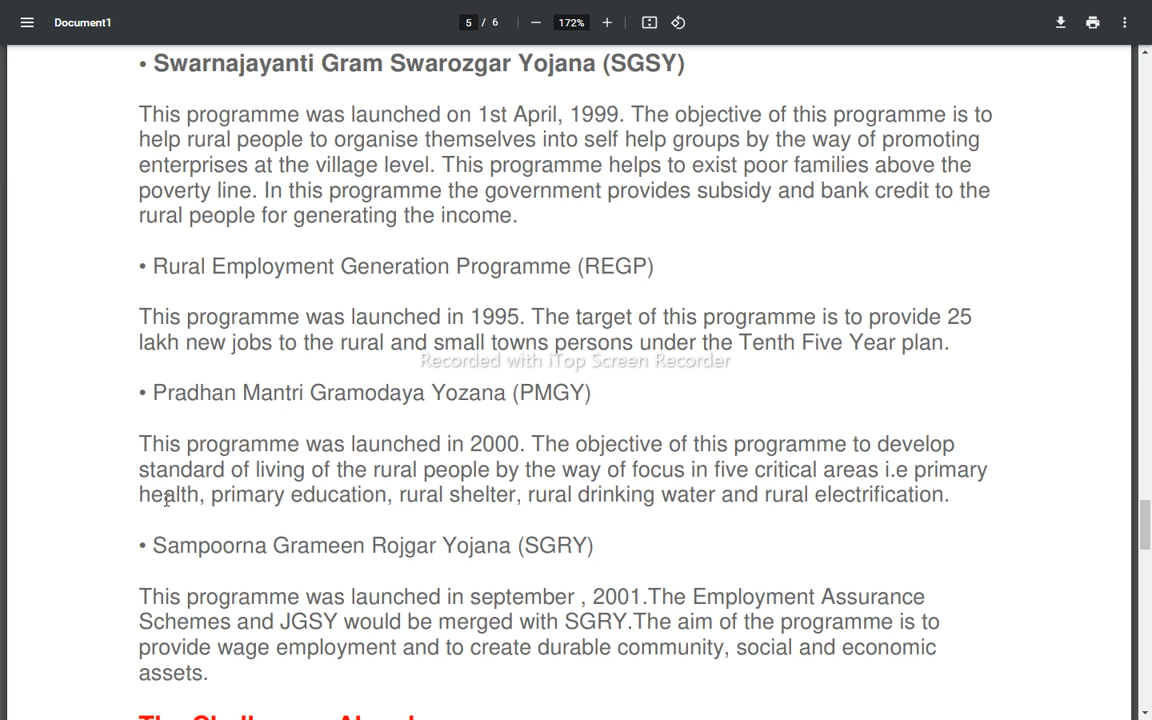 Document1
5 / 6
172%
• Swarnajayanti Gram Swarozgar Yojana (SGSY)
This programme was launched on 1st April, 1999. The objective of this programme is to
help rural people to organise themselves into self help groups by the way of promoting
enterprises at the village level. This programme helps to exist poor families above the
poverty line. In this programme the government provides subsidy and bank credit to the
rural people for generating the income.
• Rural Employment Generation Programme (REGP)
This programme was launched in 1995. The target of this programme is to provide 25
lakh new jobs to the rural and small towns persons under the Tenth Five Year plan.
Recorded with iTop Screen Recorder
• Pradhan Mantri Gramodaya Yozana (PMGY)
This programme was launched in 2000. The objective of this programme to develop
standard of living of the rural people by the way of focus in five critical areas i.e primary
health, primary education, rural shelter, rural drinking water and rural electrification.
• Sampoorna Grameen Rojgar Yojana (SGRY)
This programme was launched in september , 2001.The Employment Assurance
Schemes and JGSY would be merged with SGRY.The aim of the programme is to
provide wage employment and to create durable community, social and economic
assets.